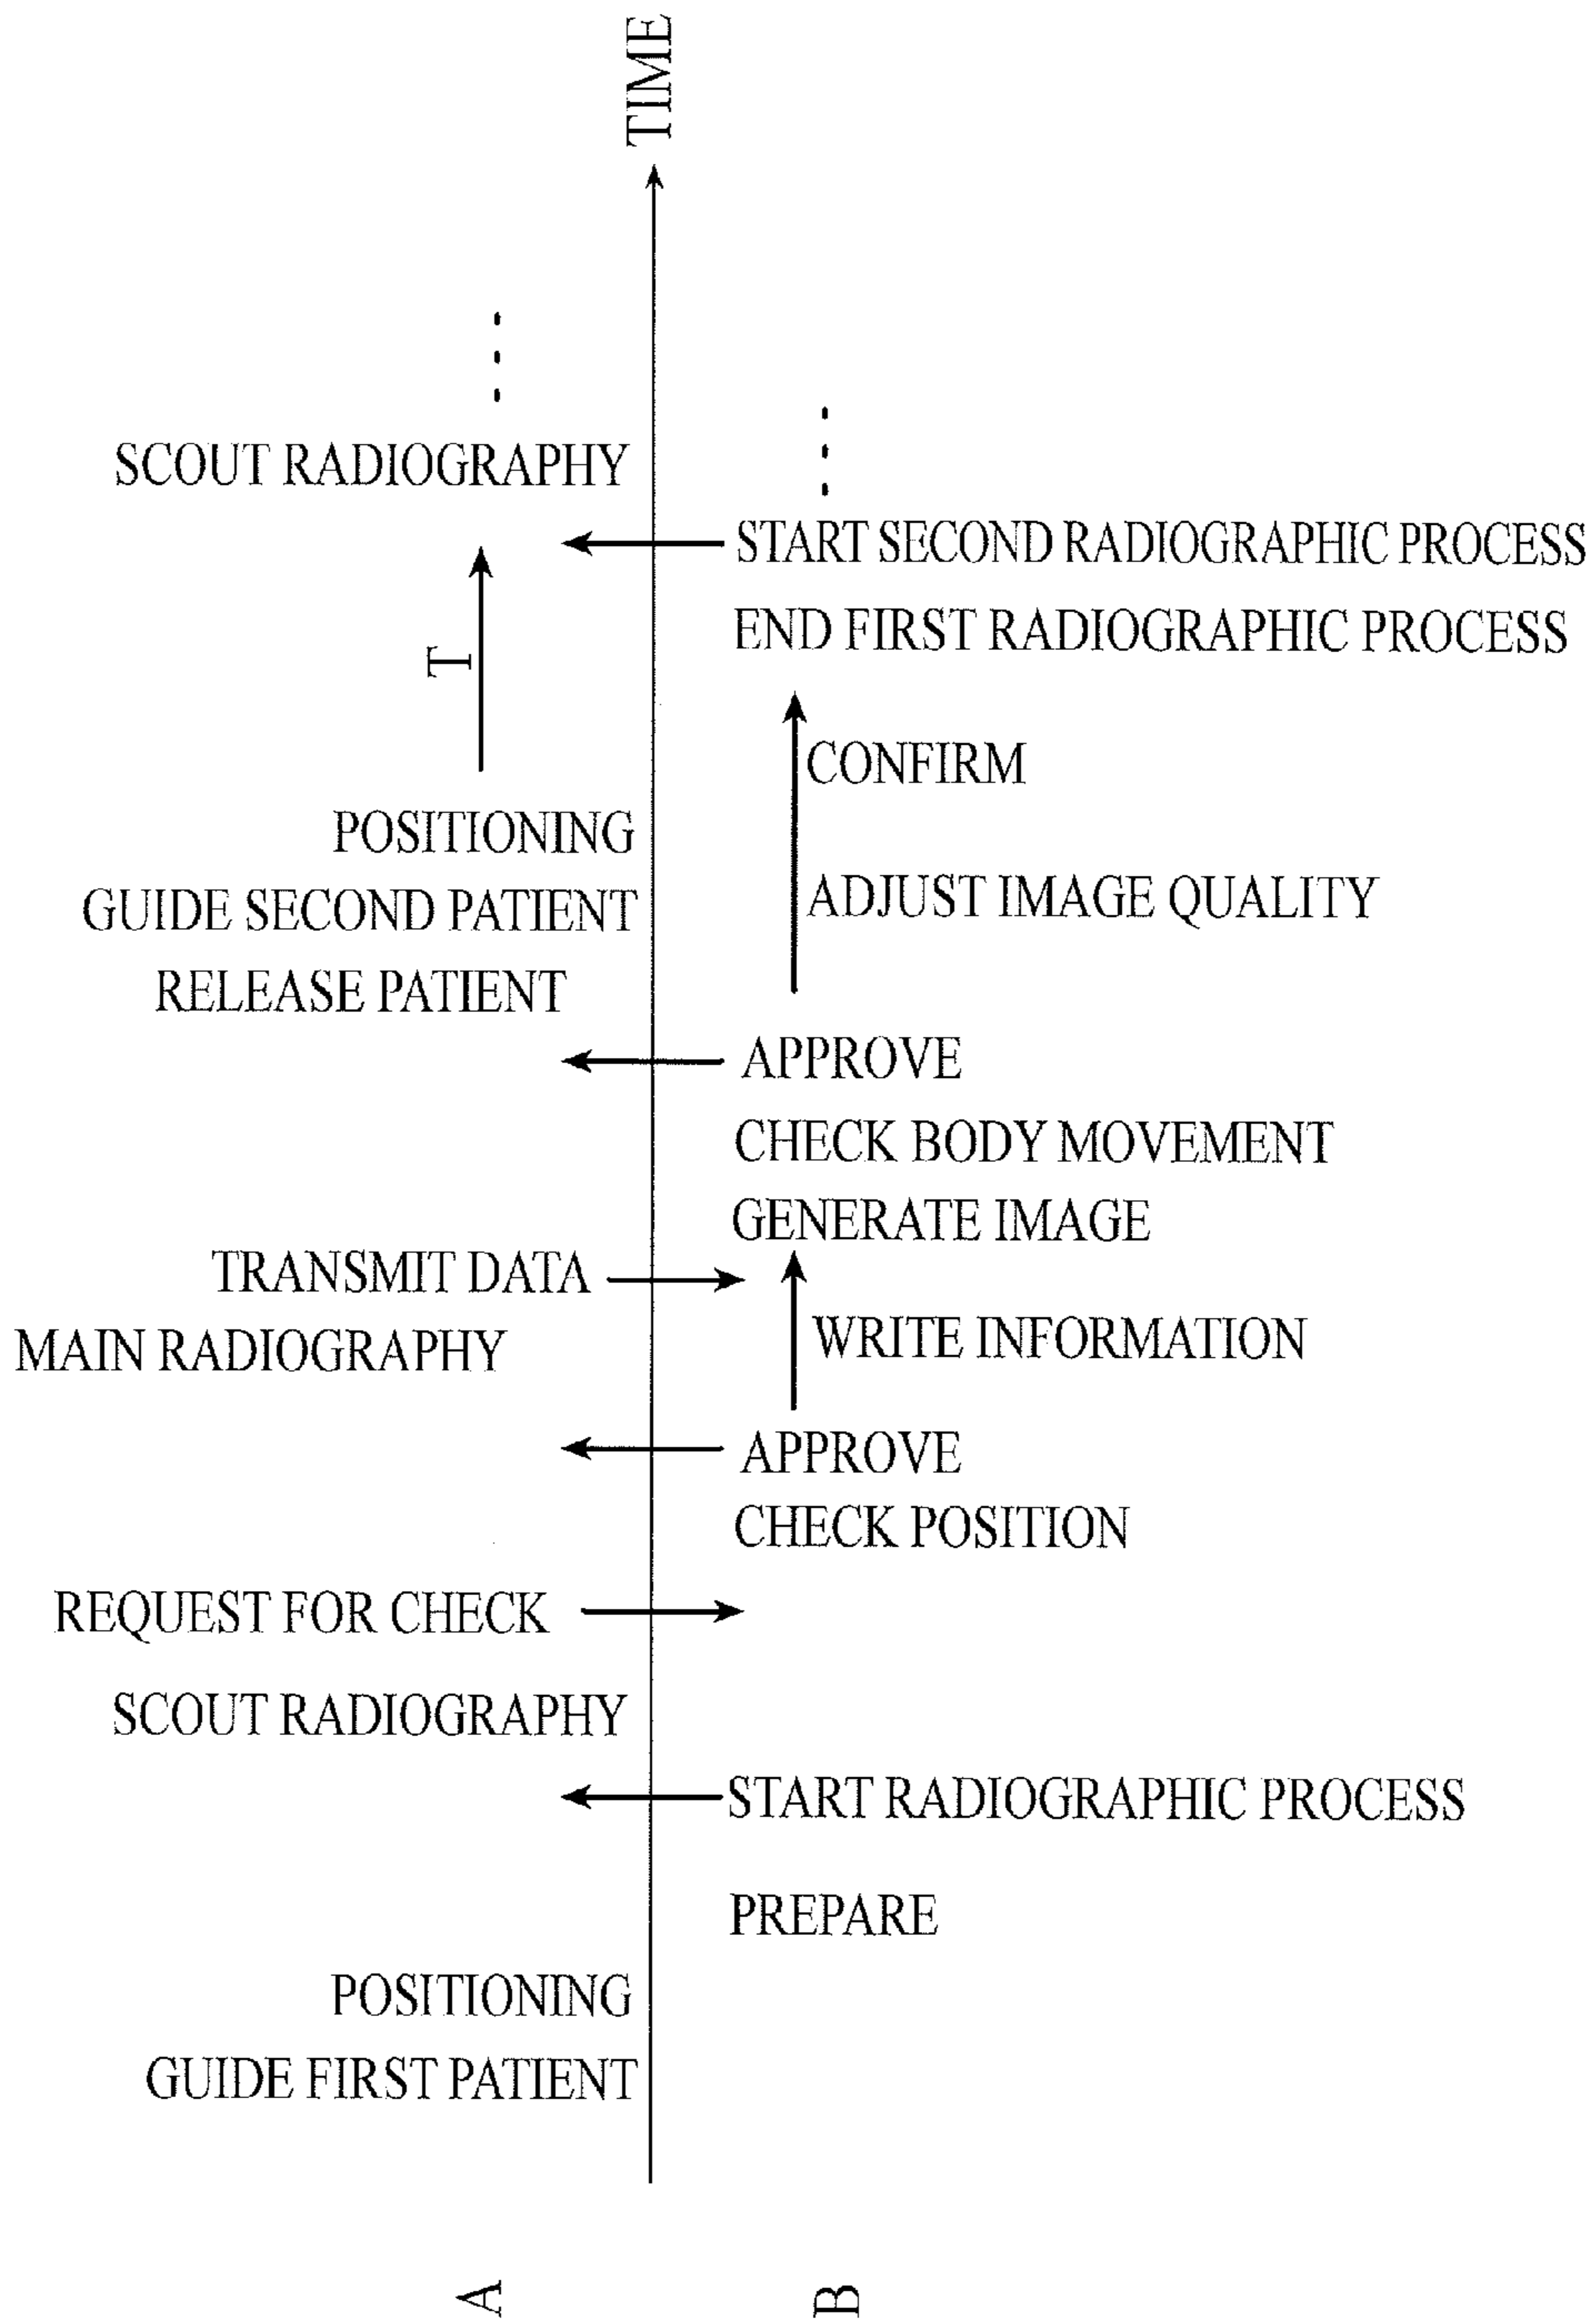 TIME
SCOUT RADIOGRAPHY
START SECOND RADIOGRAPHIC PROCESS
END FIRST RADIOGRAPHIC PROCESS
T
CONFIRM
POSITIONING
ADJUST IMAGE QUALITY
GUIDE SECOND PATIENT
RELEASE PATIENT
APPROVE
CHECK BODY MOVEMENT
GENERATE IMAGE
TRANSMIT DATA
WRITE INFORMATION
MAIN RADIOGRAPHY
APPROVE
CHECK POSITION
REQUEST FOR CHECK
SCOUT RADIOGRAPHY
START RADIOGRAPHIC PROCESS
PREPARE
POSITIONING
GUIDE FIRST PATIENT
A
B